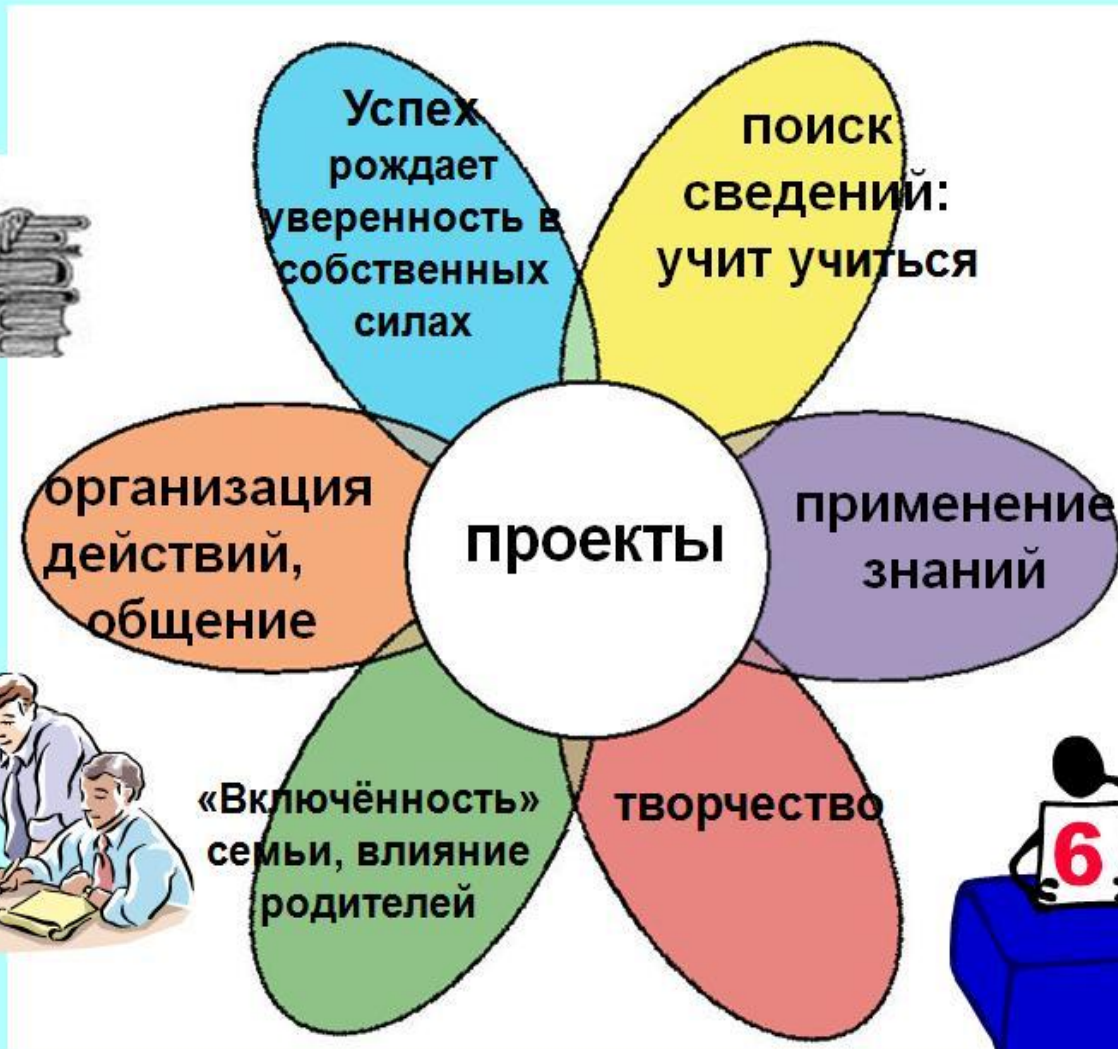 Успех
рождает
уверенность в
собственных
силах
поиск
сведений:
учит учиться
организация
действий,
общение
проекты
применение
знаний
«Включённость»
семьи, влияние
родителей
творчество
6